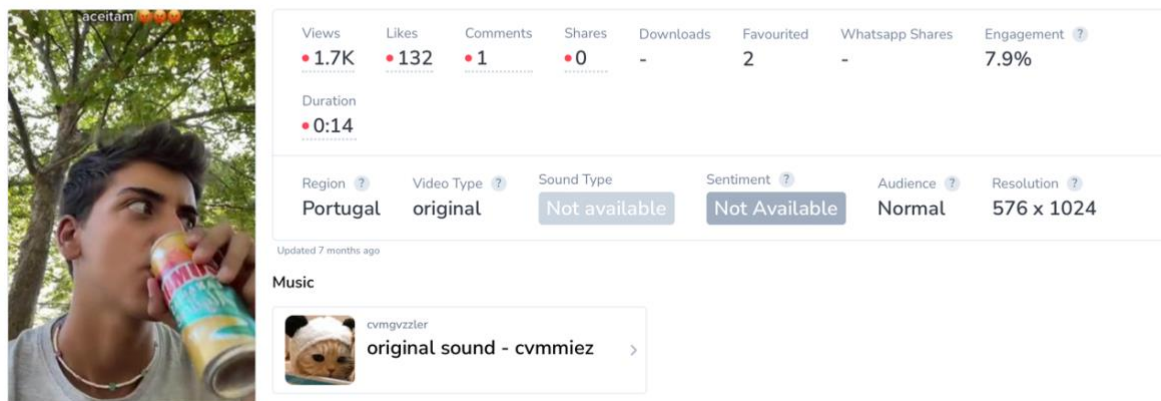 aceitam 🧡🧡🧡
Views Likes Comments Shares Downloads Favourited Whatsapp Shares Engagement ?
1.7K 132 1 0 - 2 - 7.9%
Duration
0:14
Region ? Video Type ? Sound Type Sentiment ? Audience ? Resolution ?
Portugal original Not available Not Available Normal 576 x 1024
Updated 7 months ago
Music
cvmgvzzler
original sound - cvmmiez